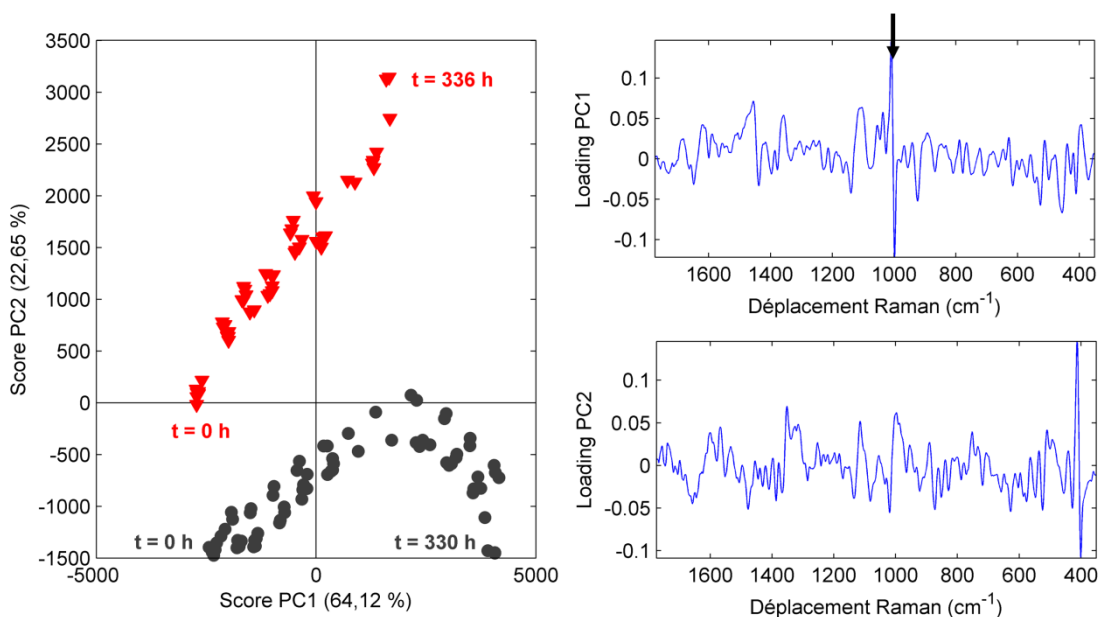 3500
3000
2500
2000
1500
1000
500
0
-500
-1000
-1500
-5000 0 5000
Score PC2 (22,65 %)
Score PC1 (64,12 %)
t = 336 h
t = 0 h
t = 0 h
t = 330 h
0.1
0.05
0
-0.05
-0.1
Loading PC1
1600 1400 1200 1000 800 600 400
Déplacement Raman (cm⁻¹)
0.1
0.05
0
-0.05
-0.1
Loading PC2
1600 1400 1200 1000 800 600 400
Déplacement Raman (cm⁻¹)